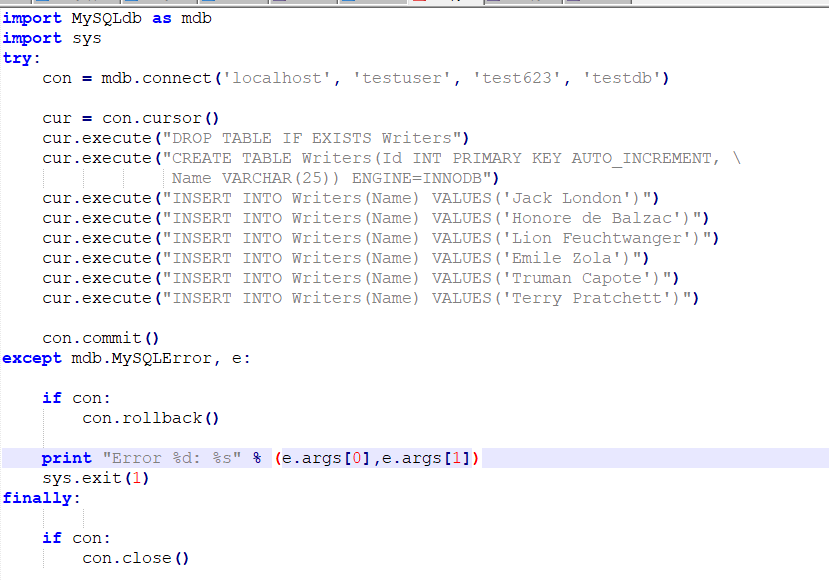 import MySQLdb as mdb
import sys
try:
    con = mdb.connect('localhost', 'testuser', 'test623', 'testdb')

    cur = con.cursor()
    cur.execute("DROP TABLE IF EXISTS Writers")
    cur.execute("CREATE TABLE Writers(Id INT PRIMARY KEY AUTO_INCREMENT, \
                 Name VARCHAR(25)) ENGINE=INNODB")
    cur.execute("INSERT INTO Writers(Name) VALUES('Jack London')")
    cur.execute("INSERT INTO Writers(Name) VALUES('Honore de Balzac')")
    cur.execute("INSERT INTO Writers(Name) VALUES('Lion Feuchtwanger')")
    cur.execute("INSERT INTO Writers(Name) VALUES('Emile Zola')")
    cur.execute("INSERT INTO Writers(Name) VALUES('Truman Capote')")
    cur.execute("INSERT INTO Writers(Name) VALUES('Terry Pratchett')")

    con.commit()
except mdb.MySQLError, e:

    if con:
        con.rollback()

    print "Error %d: %s" % (e.args[0],e.args[1])
    sys.exit(1)
finally:

    if con:
        con.close()